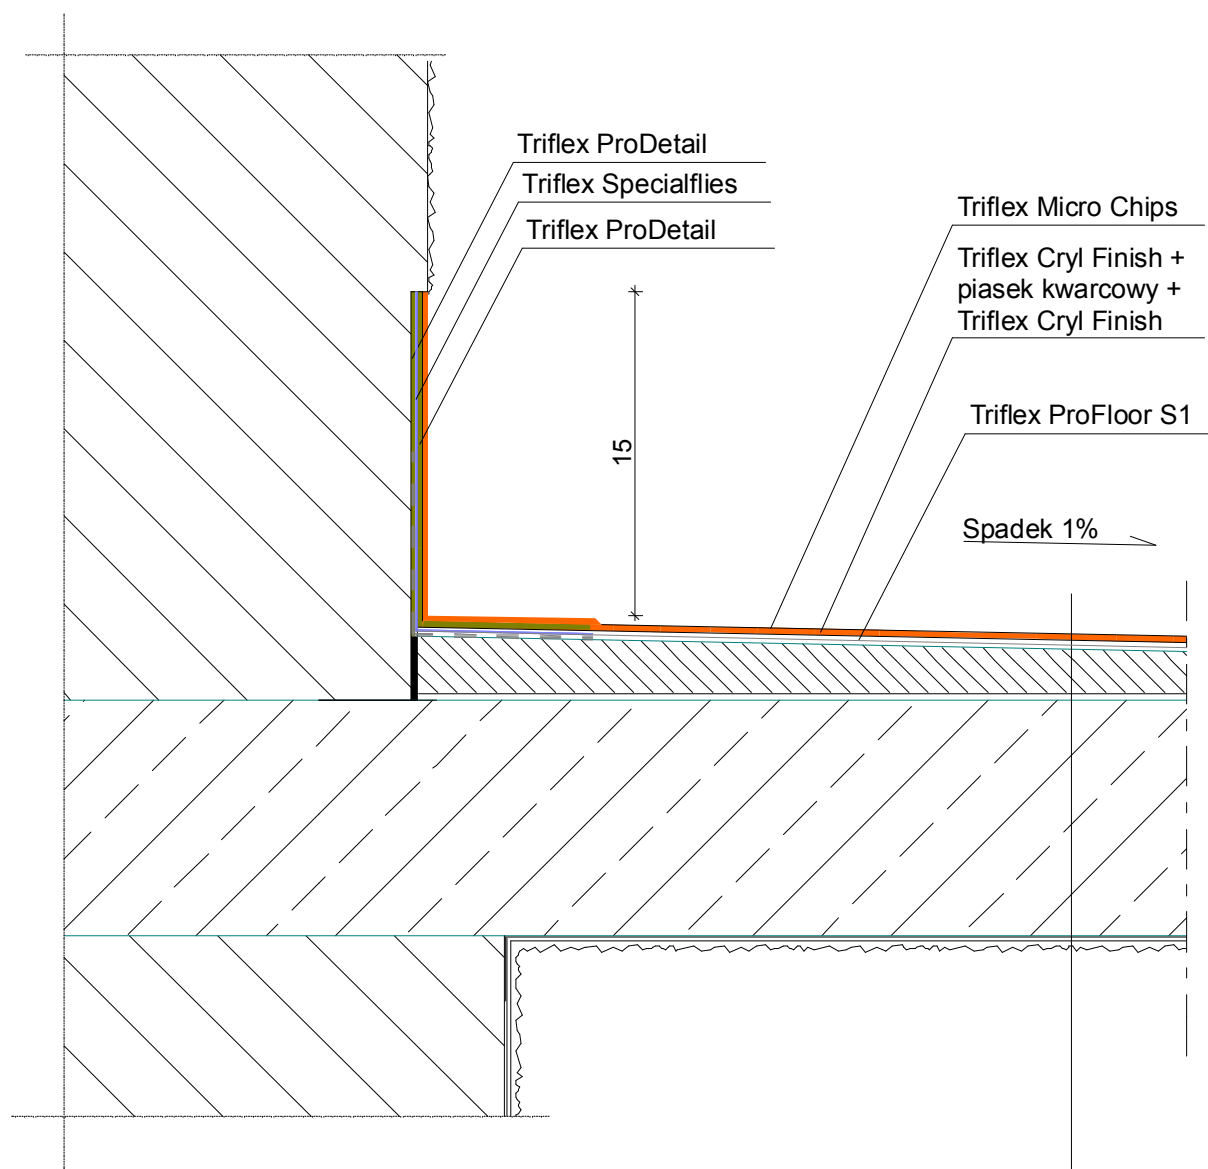 Triflex ProDetail
Triflex Specialflies
Triflex ProDetail
Triflex Micro Chips
Triflex Cryl Finish +
piasek kwarcowy +
Triflex Cryl Finish
Triflex ProFloor S1
15
Spadek 1%